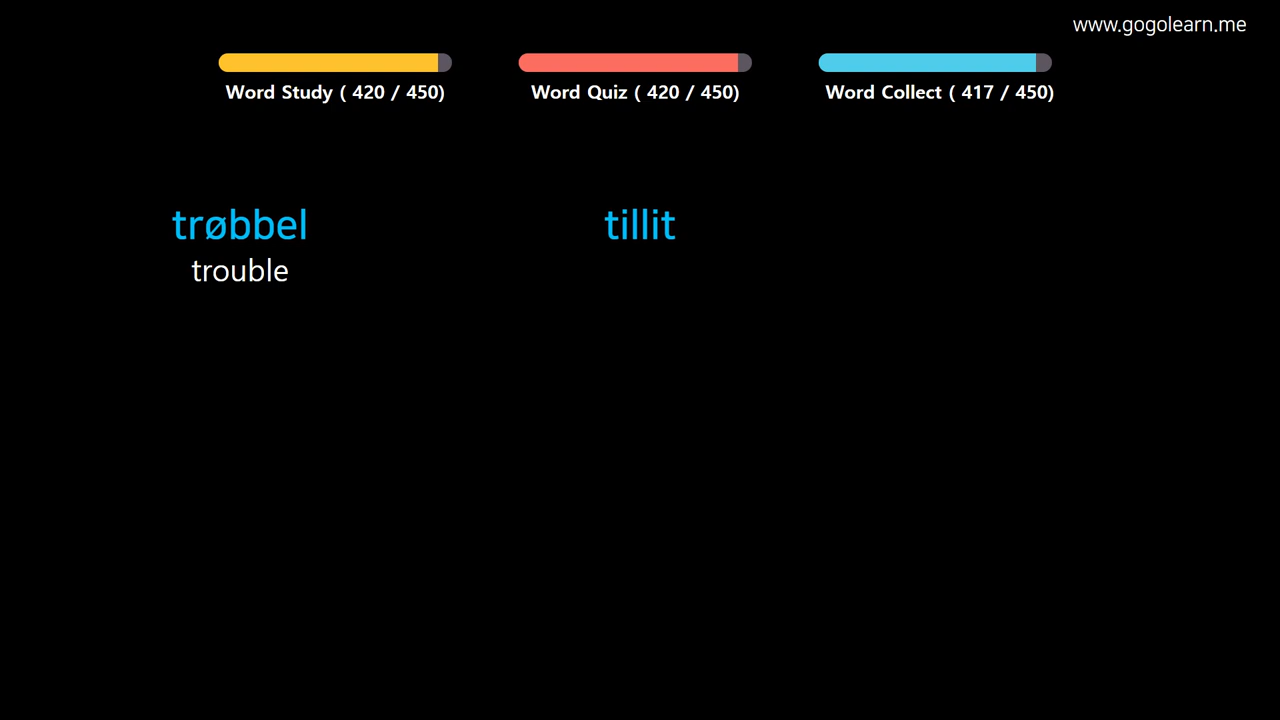 www.gogolearn.me
Word Study ( 420 / 450)
Word Quiz ( 420 / 450)
Word Collect ( 417 / 450)
trøbbel
trouble
tillit